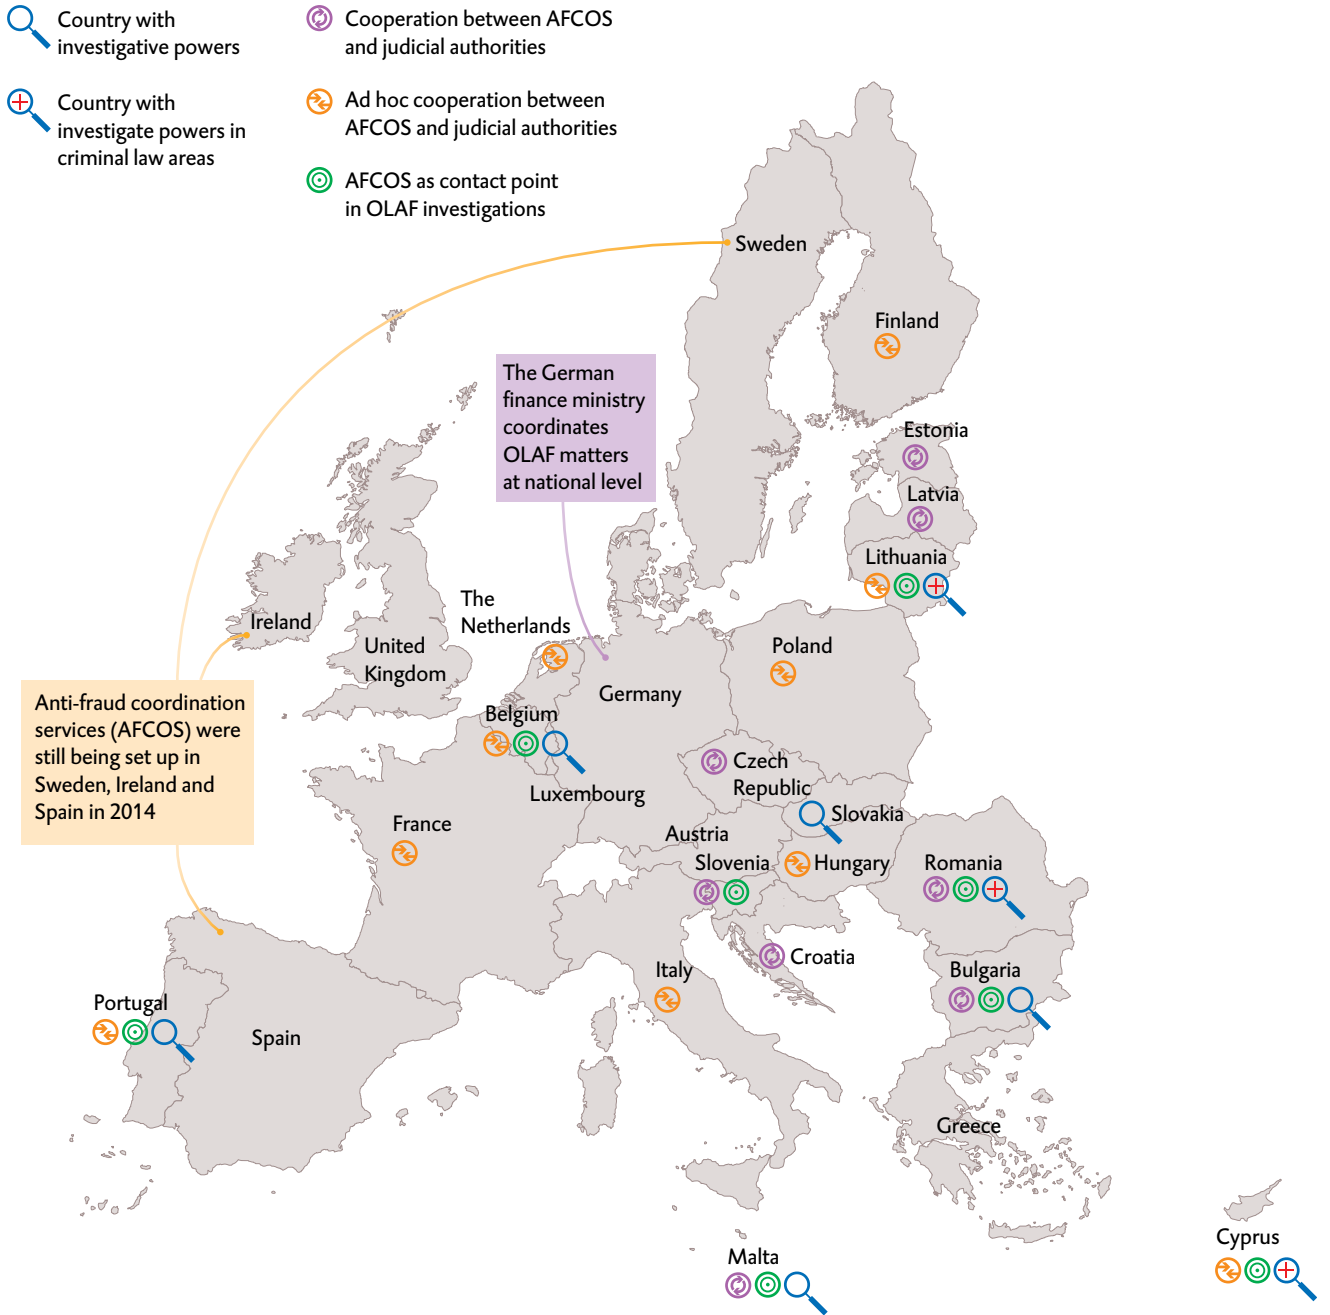 Country with
investigative powers
Country with
investigate powers in
criminal law areas
Cooperation between AFCOS
and judicial authorities
Ad hoc cooperation between
AFCOS and judicial authorities
AFCOS as contact point
in OLAF investigations
Sweden
Finland
The German
finance ministry
coordinates
OLAF matters
at national level
Estonia
Latvia
Lithuania
The
Netherlands
Ireland
United
Kingdom
Poland
Germany
Anti-fraud coordination
services (AFCOS) were
still being set up in
Sweden, Ireland and
Spain in 2014
Belgium
Czech
Republic
Luxembourg
Slovakia
France
Austria
Slovenia
Hungary
Romania
Croatia
Italy
Bulgaria
Portugal
Spain
Greece
Malta
Cyprus